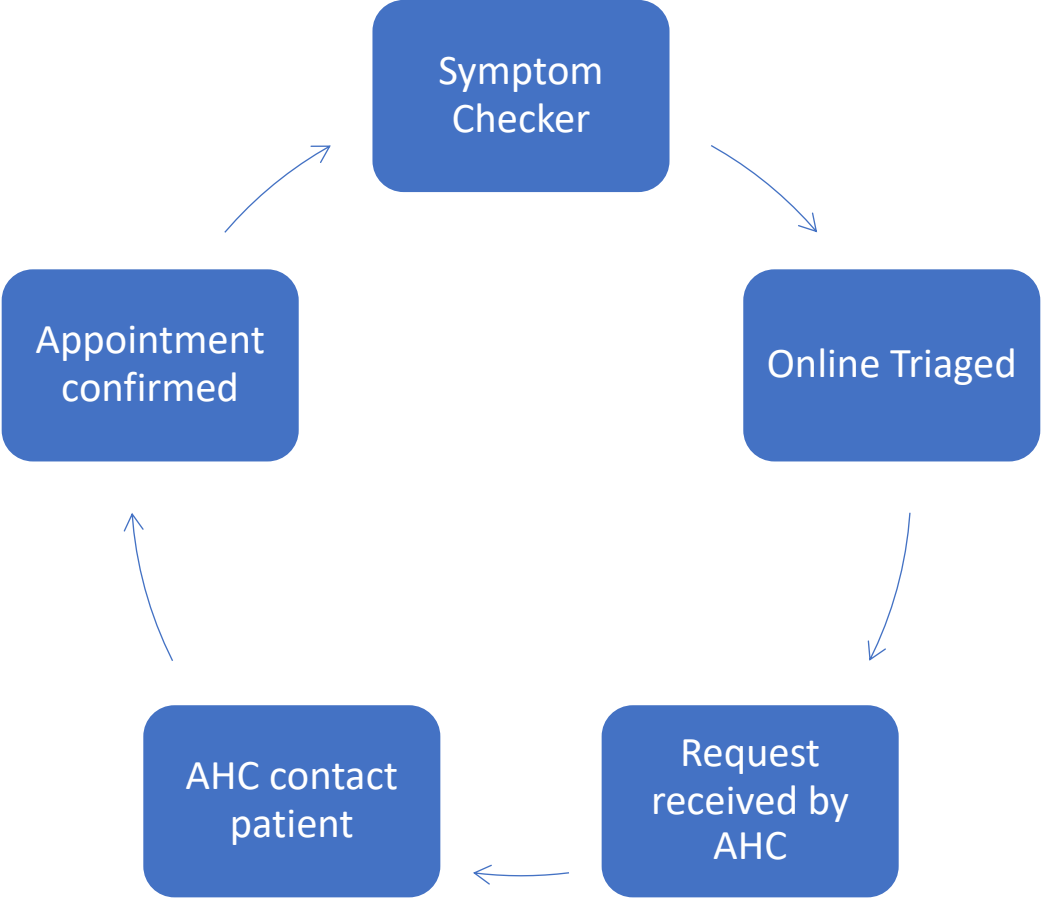 Symptom
Checker
Online Triaged
Request
received by
AHC
AHC contact
patient
Appointment
confirmed